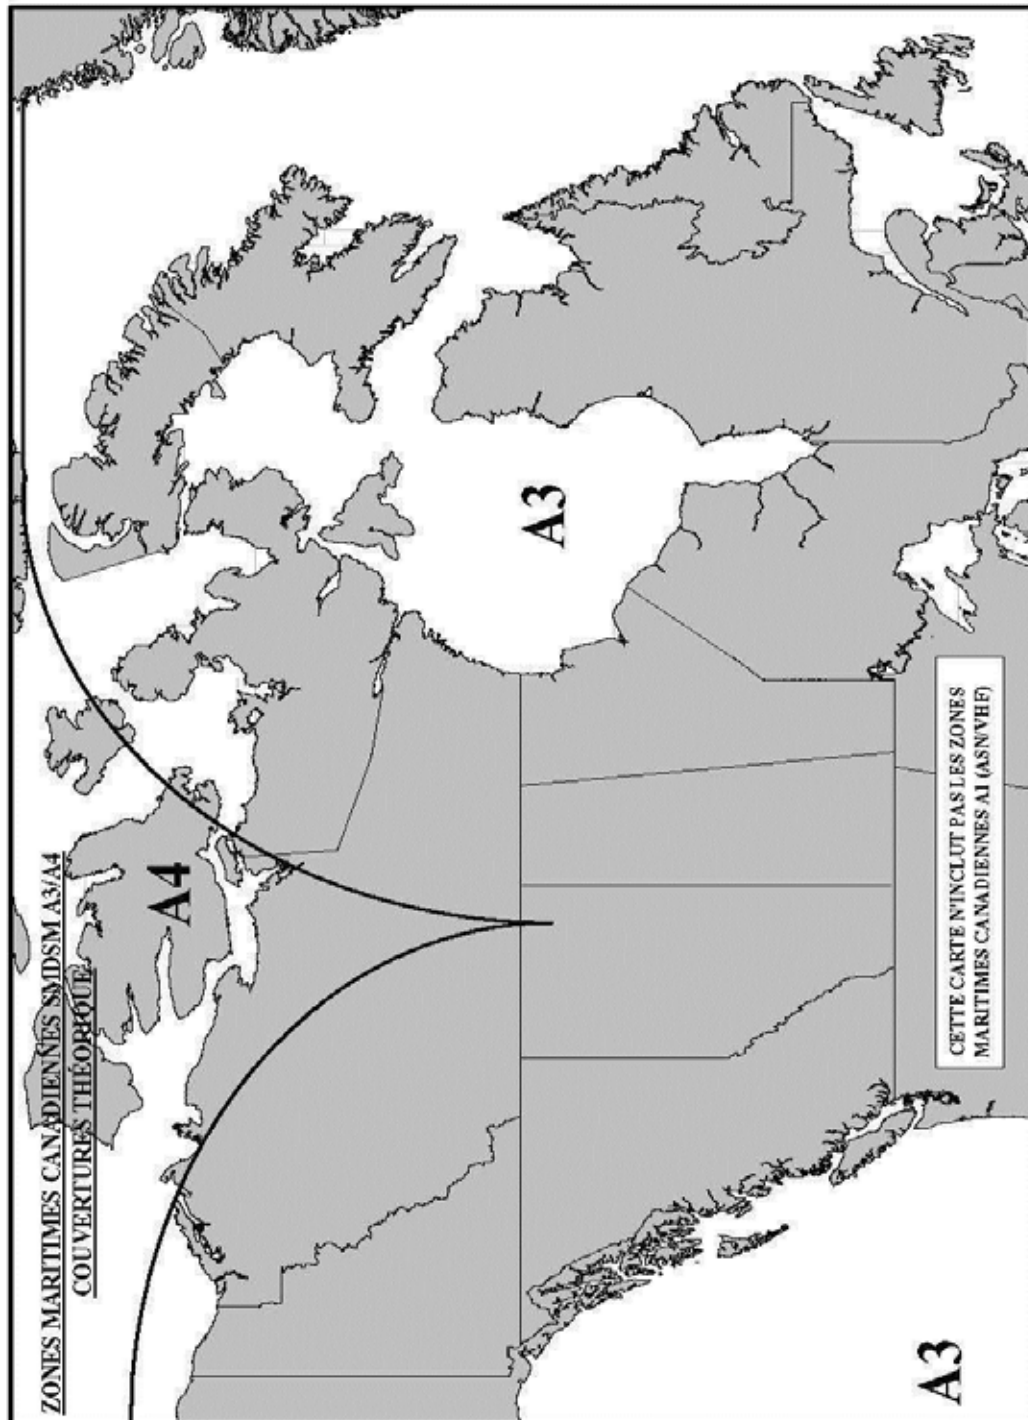 ZONES MARITIMES CANADIENNES SMDSM A3/A4
COUVERTURES THÉORIQUE
A4
A3
A3
CETTE CARTE N'INCLUT PAS LES ZONES
MARITIMES CANADIENNES A1 (ASN/VHF)